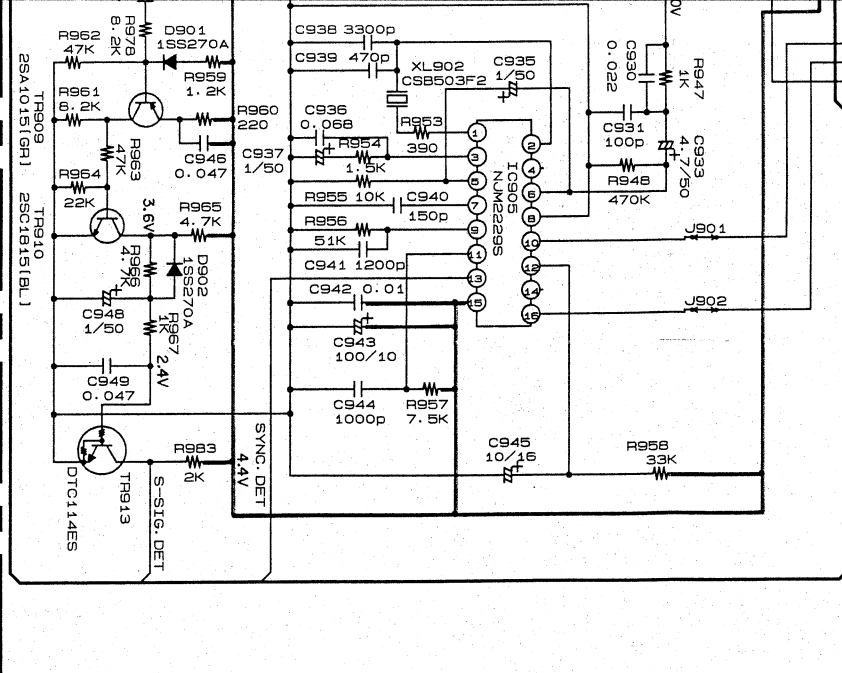 R978
8.2K
D901
1SS270A
R962
47K
R959
1.2K
2SA1015[GR]
TR909
R961
8.2K
R960
220
R963
47K
C946
0.047
R964
22K
2SC1815[BL]
TR910
3.6V
R965
4.7K
R966
4.7K
D902
1SS270A
C948
1/50
R967
1K
2.4V
C949
0.047
DTC114ES
TR913
R983
2K
S-SIG.DET
4.4V
SYNC.DET
C938 3300p
C939 470p
XL902
CSB503F2
C935
1/50
C936
0.068
R953
390
C937
1/50
R954
1.5K
R955 10K
C940
150p
R956
51K
C941 1200p
C942 0.01
C943
100/10
C944
1000p
R957
7.5K
IC905
NJM2229S
1
3
5
7
9
11
13
15
2
4
6
8
10
12
14
16
0V
C930
0.022
R947
1K
C931
100p
C933
4.7/50
R948
470K
J901
J902
C945
10/16
R958
33K